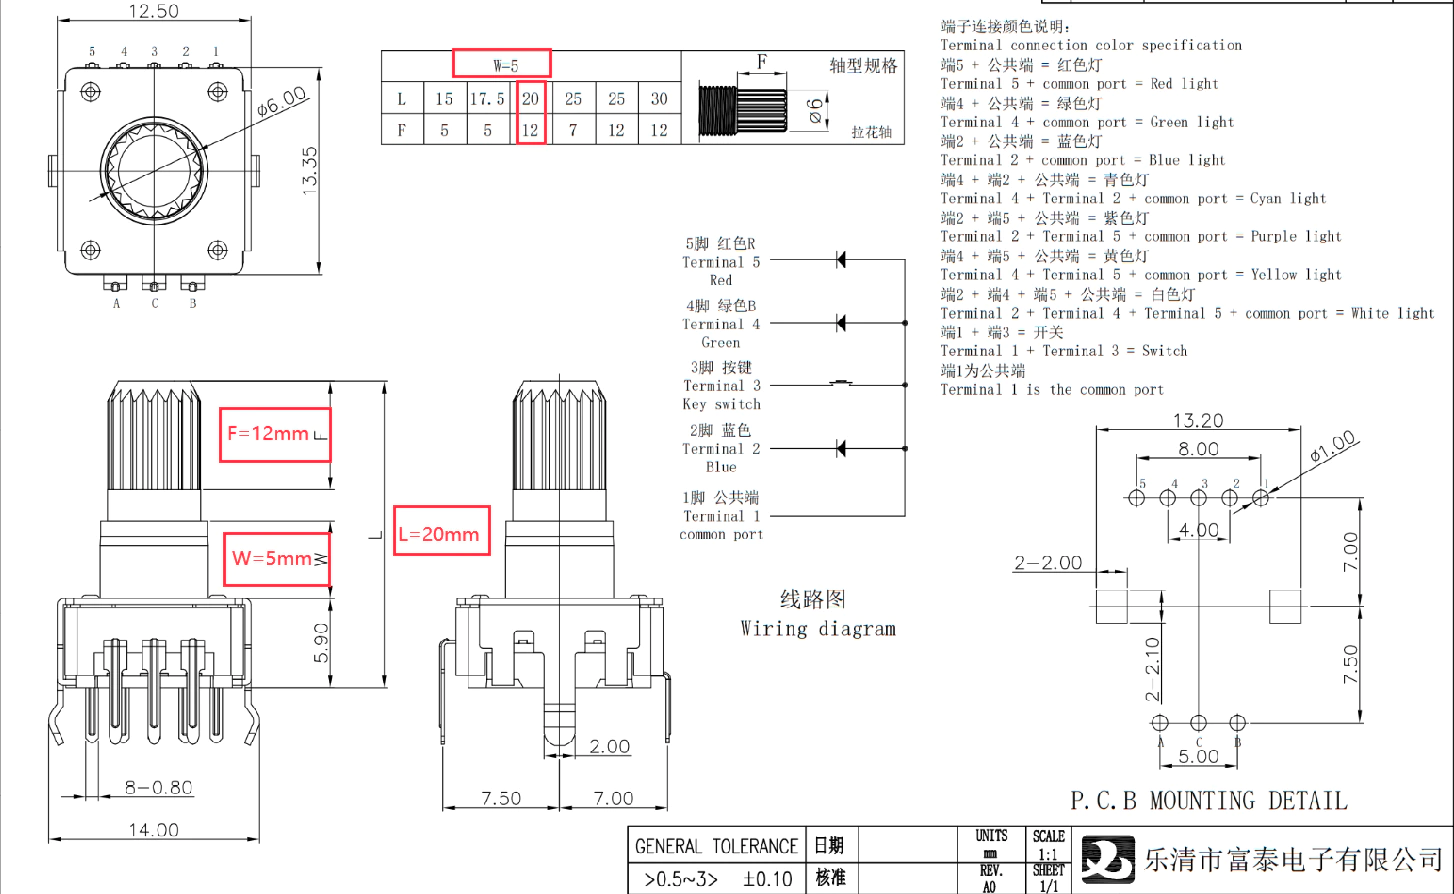 12.50
5 4 3 2 1
ø6.00
13.35
A C B
W=5
L 15 17.5 20 25 25 30
F 5 5 12 7 12 12
F
轴型规格
ø6
拉花轴
端子连接颜色说明:
Terminal connection color specification
端5 + 公共端 = 红色灯
Terminal 5 + common port = Red light
端4 + 公共端 = 绿色灯
Terminal 4 + common port = Green light
端2 + 公共端 = 蓝色灯
Terminal 2 + common port = Blue light
端4 + 端2 + 公共端 = 青色灯
Terminal 4 + Terminal 2 + common port = Cyan light
端2 + 端5 + 公共端 = 紫色灯
Terminal 2 + Terminal 5 + common port = Purple light
端4 + 端5 + 公共端 = 黄色灯
Terminal 4 + Terminal 5 + common port = Yellow light
端2 + 端4 + 端5 + 公共端 = 白色灯
Terminal 2 + Terminal 4 + Terminal 5 + common port = White light
端1 + 端3 = 开关
Terminal 1 + Terminal 3 = Switch
端1为公共端
Terminal 1 is the common port
5脚 红色R
Terminal 5
Red
4脚 绿色B
Terminal 4
Green
3脚 按键
Terminal 3
Key switch
2脚 蓝色
Terminal 2
Blue
1脚 公共端
Terminal 1
common port
线路图
Wiring diagram
F=12mm
F
W=5mm
W
L=20mm
L
5.90
8-0.80
14.00
2.00
7.50
7.00
13.20
8.00
ø1.00
5 4 3 2 1
4.00
2-2.00
7.00
2-2.10
7.50
A C B
5.00
P.C.B MOUNTING DETAIL
GENERAL TOLERANCE
日期
UNITS
mm
SCALE
1:1
>0.5~3> ±0.10
核准
REV.
A0
SHEET
1/1
乐清市富泰电子有限公司